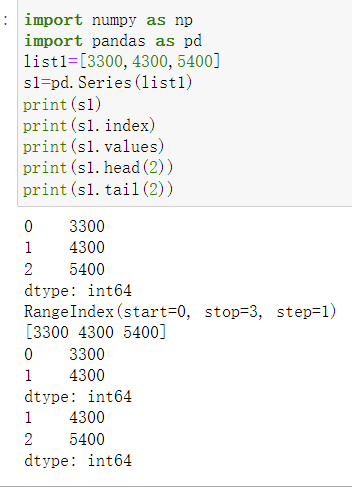 :
import numpy as np
import pandas as pd
list1=[3300,4300,5400]
s1=pd.Series(list1)
print(s1)
print(s1.index)
print(s1.values)
print(s1.head(2))
print(s1.tail(2))
0    3300
1    4300
2    5400
dtype: int64
RangeIndex(start=0, stop=3, step=1)
[3300 4300 5400]
0    3300
1    4300
dtype: int64
1    4300
2    5400
dtype: int64